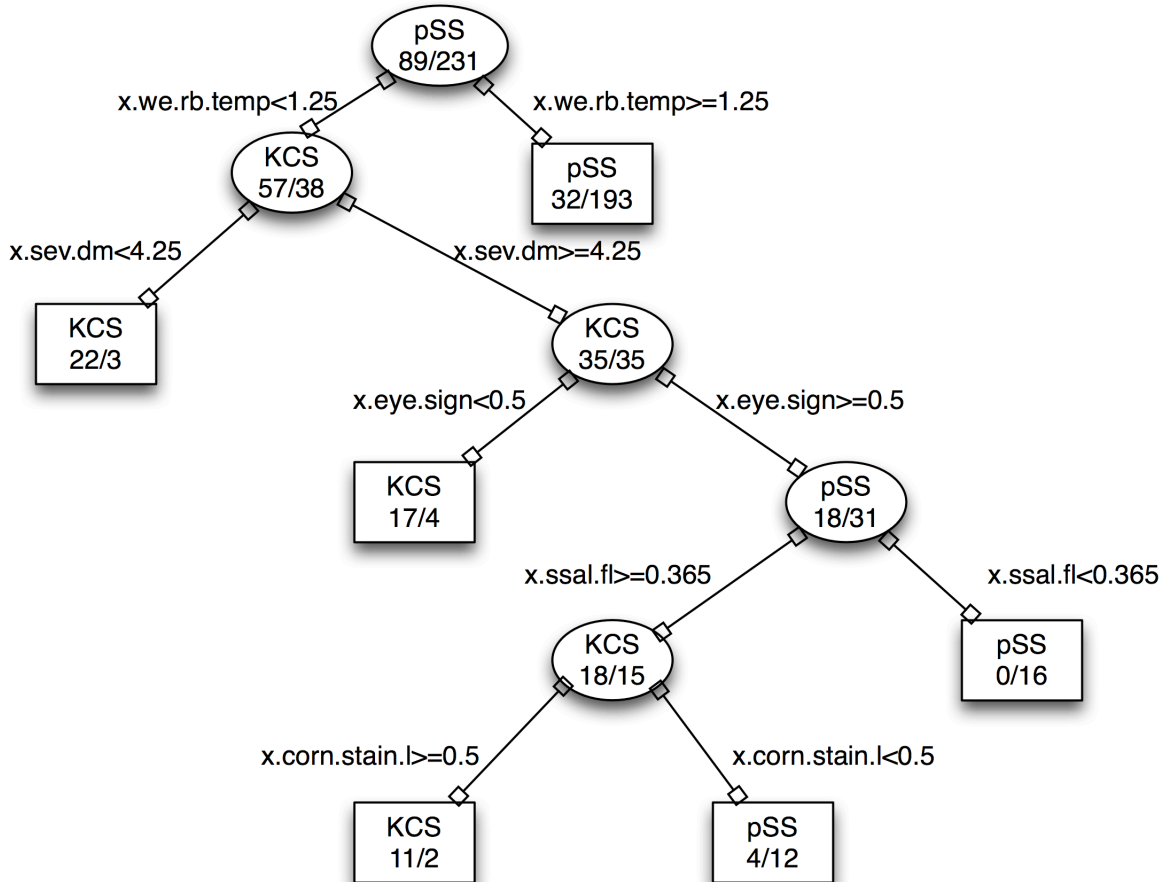 pSS
89/231
x.we.rb.temp<1.25
x.we.rb.temp>=1.25
KCS
57/38
pSS
32/193
x.sev.dm<4.25
x.sev.dm>=4.25
KCS
22/3
KCS
35/35
x.eye.sign<0.5
x.eye.sign>=0.5
KCS
17/4
pSS
18/31
x.ssal.fl>=0.365
x.ssal.fl<0.365
KCS
18/15
pSS
0/16
x.corn.stain.l>=0.5
x.corn.stain.l<0.5
KCS
11/2
pSS
4/12